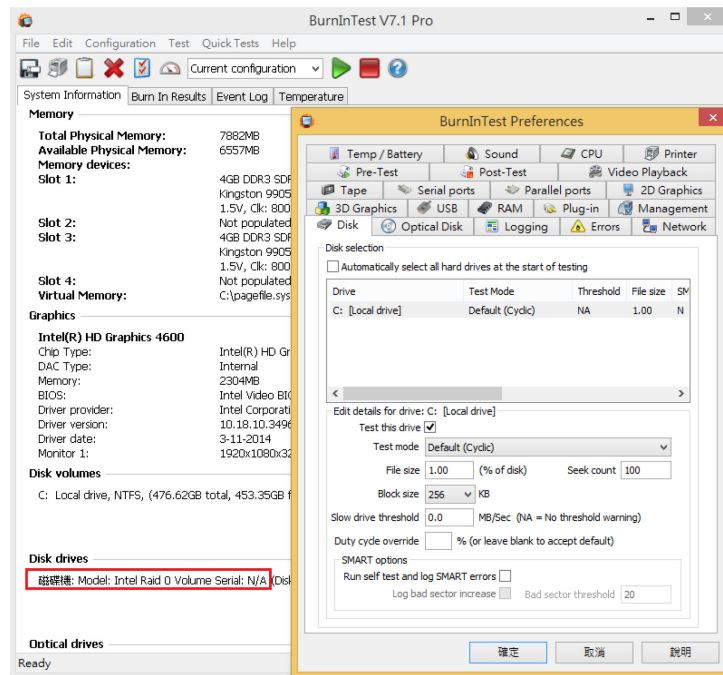 BurnInTest V7.1 Pro
File Edit Configuration Test Quick Tests Help
Current configuration
System Information Burn In Results Event Log Temperature
Memory
Total Physical Memory: 7882MB
Available Physical Memory: 6557MB
Memory devices:
Slot 1: 4GB DDR3 SDR
Kingston 9905
1.5V, Clk: 800
Slot 2: Not populated
Slot 3: 4GB DDR3 SDR
Kingston 9905
1.5V, Clk: 800
Slot 4: Not populated
Virtual Memory: C:\pagefile.sys
Graphics
Intel(R) HD Graphics 4600
Chip Type: Intel(R) HD Gr
DAC Type: Internal
Memory: 2304MB
BIOS: Intel Video BIO
Driver provider: Intel Corporati
Driver version: 10.18.10.3496
Driver date: 3-11-2014
Monitor 1: 1920x1080x32
Disk volumes
C: Local drive, NTFS, (476.62GB total, 453.35GB f
Disk drives
磁碟機: Model: Intel Raid 0 Volume Serial: N/A (Disk
Optical drives
Ready
BurnInTest Preferences
Temp / Battery Sound CPU Printer
Pre-Test Post-Test Video Playback
Tape Serial ports Parallel ports 2D Graphics
3D Graphics USB RAM Plug-in Management
Disk Optical Disk Logging Errors Network
Disk selection
Automatically select all hard drives at the start of testing
Drive Test Mode Threshold File size SM
C: [Local drive] Default (Cyclic) NA 1.00 N
Edit details for drive: C: [Local drive]
Test this drive
Test mode Default (Cyclic)
File size 1.00 (% of disk) Seek count 100
Block size 256 KB
Slow drive threshold 0.0 MB/Sec (NA = No threshold warning)
Duty cycle override % (or leave blank to accept default)
SMART options
Run self test and log SMART errors
Log bad sector increase Bad sector threshold 20
確定 取消 說明